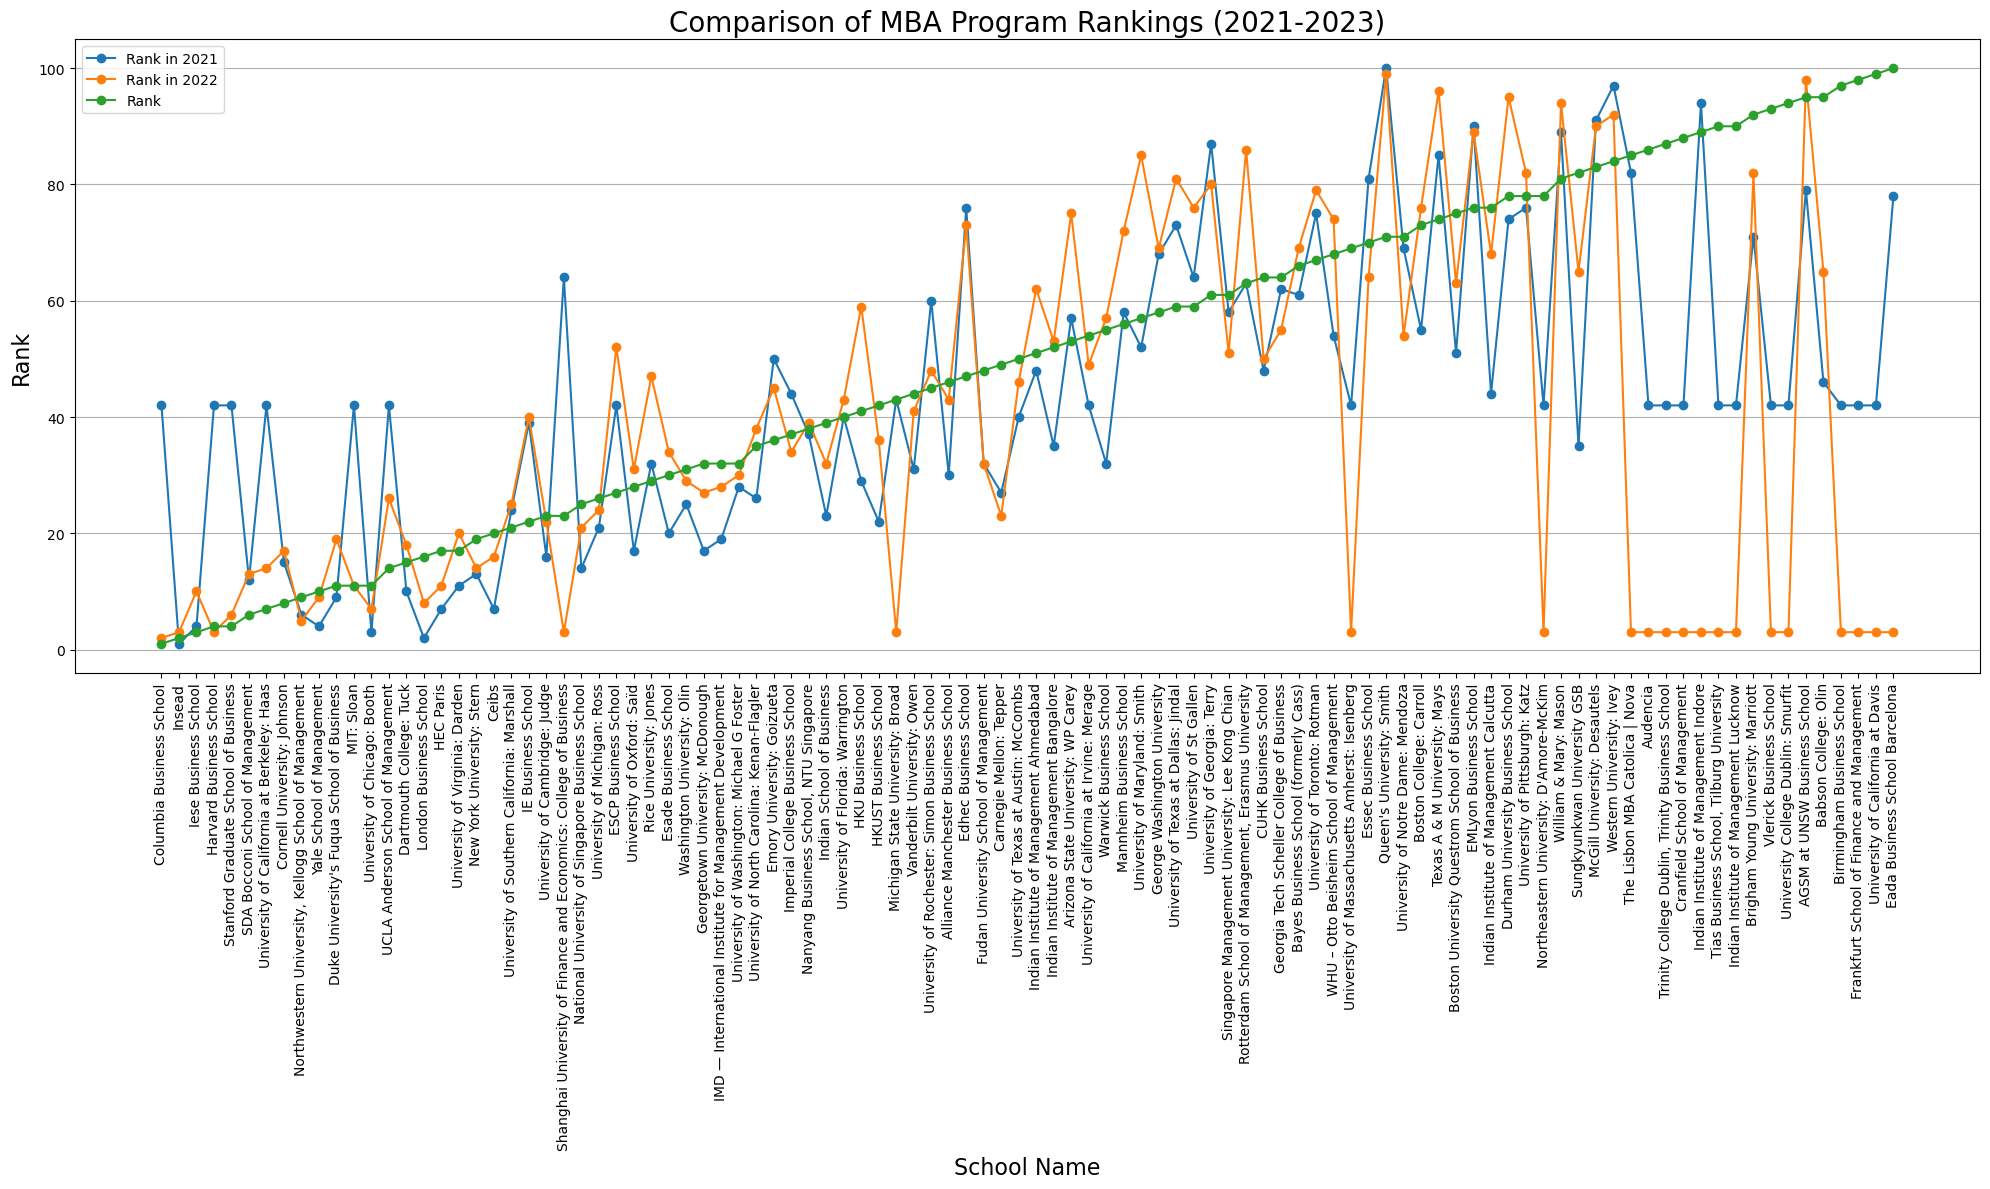 Comparison of MBA Program Rankings (2021-2023)
Rank in 2021
Rank in 2022
Rank
100
80
60
40
20
0
Rank
Columbia Business School
Insead
Iese Business School
Harvard Business School
Stanford Graduate School of Business
SDA Bocconi School of Management
University of California at Berkeley: Haas
Cornell University: Johnson
Northwestern University, Kellogg School of Management
Yale School of Management
Duke University's Fuqua School of Business
MIT: Sloan
University of Chicago: Booth
UCLA Anderson School of Management
Dartmouth College: Tuck
London Business School
HEC Paris
University of Virginia: Darden
New York University: Stern
Ceibs
University of Southern California: Marshall
IE Business School
University of Cambridge: Judge
Shanghai University of Finance and Economics: College of Business
National University of Singapore Business School
University of Michigan: Ross
ESCP Business School
University of Oxford: Said
Rice University: Jones
Esade Business School
Washington University: Olin
Georgetown University: McDonough
IMD — International Institute for Management Development
University of Washington: Michael G Foster
University of North Carolina: Kenan-Flagler
Emory University: Goizueta
Imperial College Business School
Nanyang Business School, NTU Singapore
Indian School of Business
University of Florida: Warrington
HKU Business School
HKUST Business School
Michigan State University: Broad
Vanderbilt University: Owen
University of Rochester: Simon Business School
Alliance Manchester Business School
Edhec Business School
Fudan University School of Management
Carnegie Mellon: Tepper
University of Texas at Austin: McCombs
Indian Institute of Management Ahmedabad
Indian Institute of Management Bangalore
Arizona State University: WP Carey
University of California at Irvine: Merage
Warwick Business School
Mannheim Business School
University of Maryland: Smith
George Washington University
University of Texas at Dallas: Jindal
University of St Gallen
University of Georgia: Terry
Singapore Management University: Lee Kong Chian
Rotterdam School of Management, Erasmus University
CUHK Business School
Georgia Tech Scheller College of Business
Bayes Business School (formerly Cass)
University of Toronto: Rotman
WHU – Otto Beisheim School of Management
University of Massachusetts Amherst: Isenberg
Essec Business School
Queen's University: Smith
University of Notre Dame: Mendoza
Boston College: Carroll
Texas A & M University: Mays
Boston University Questrom School of Business
EMLyon Business School
Indian Institute of Management Calcutta
Durham University Business School
University of Pittsburgh: Katz
Northeastern University: D'Amore-McKim
William & Mary: Mason
Sungkyunkwan University GSB
McGill University: Desautels
Western University: Ivey
The Lisbon MBA Catolica | Nova
Audencia
Trinity College Dublin, Trinity Business School
Cranfield School of Management
Indian Institute of Management Indore
Tias Business School, Tilburg University
Indian Institute of Management Lucknow
Brigham Young University: Marriott
Vlerick Business School
University College Dublin: Smurfit
AGSM at UNSW Business School
Babson College: Olin
Birmingham Business School
Frankfurt School of Finance and Management
University of California at Davis
Eada Business School Barcelona
School Name